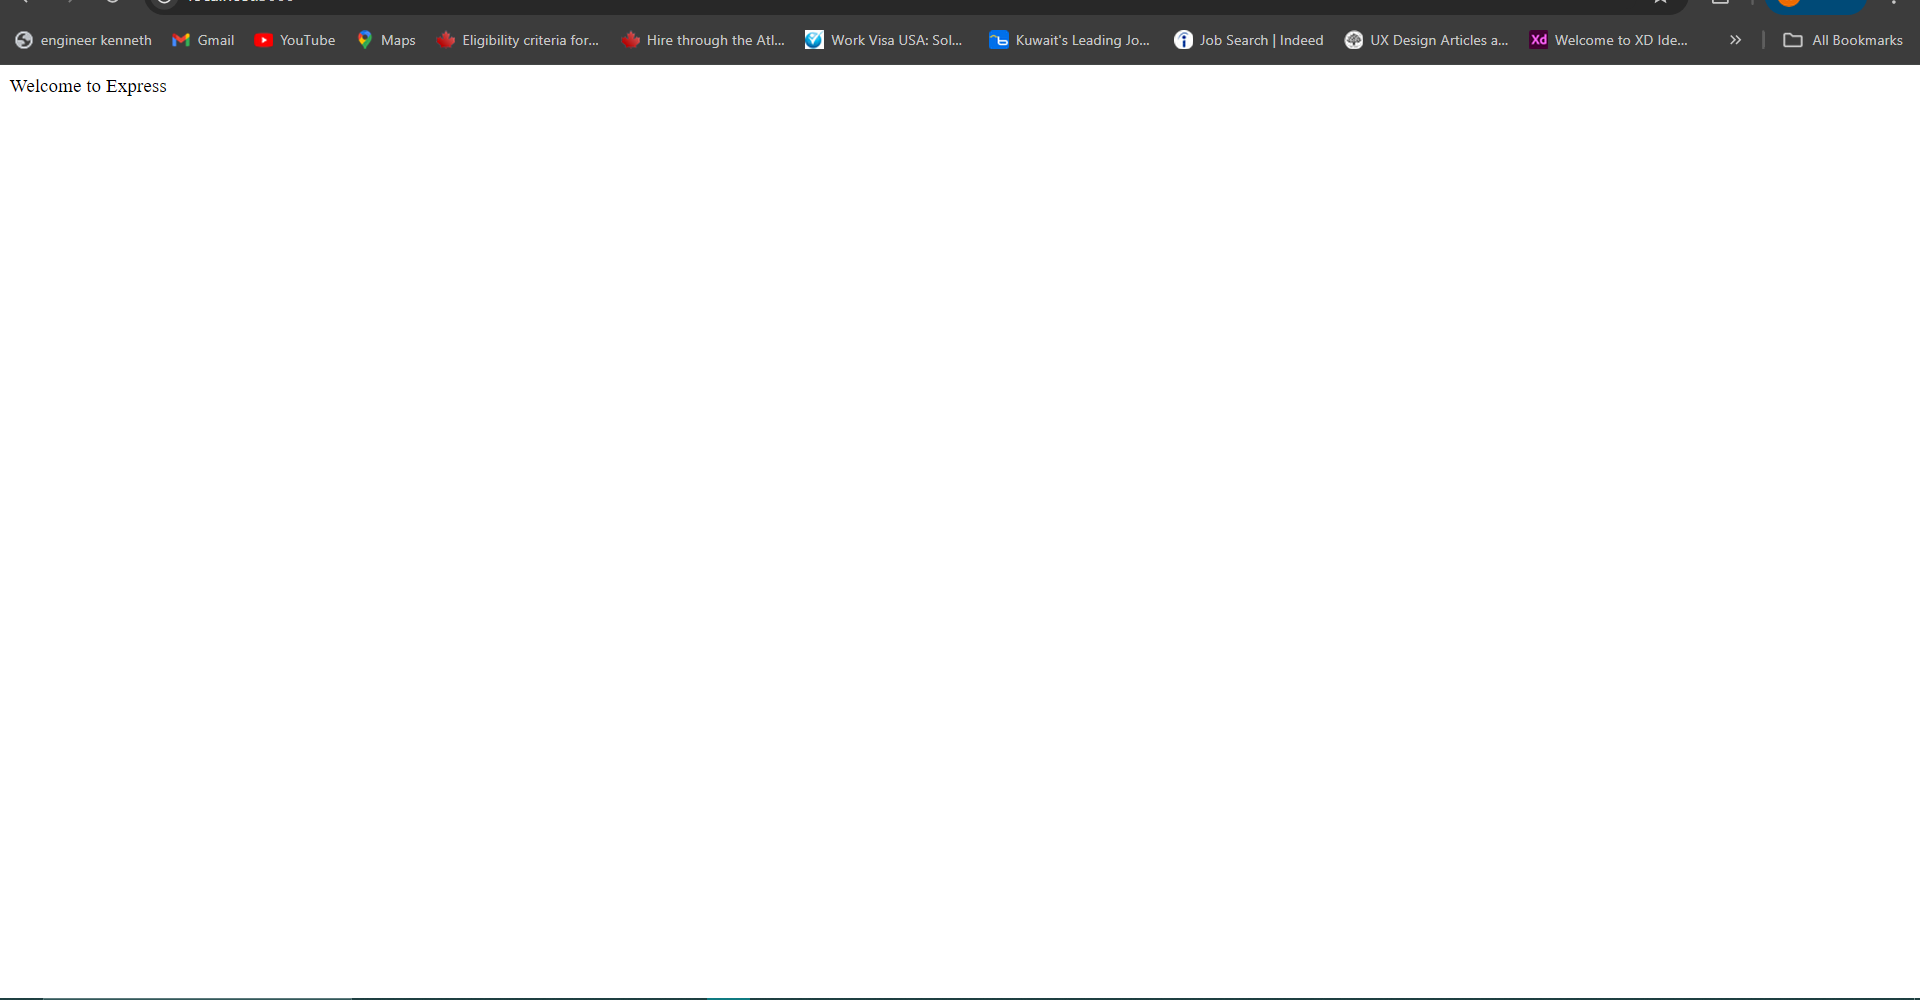 engineer kenneth
Gmail
YouTube
Maps
Eligibility criteria for...
Hire through the Atl...
Work Visa USA: Sol...
Kuwait's Leading Jo...
Job Search | Indeed
UX Design Articles a...
Xd
Welcome to XD Ide...
All Bookmarks
Welcome to Express